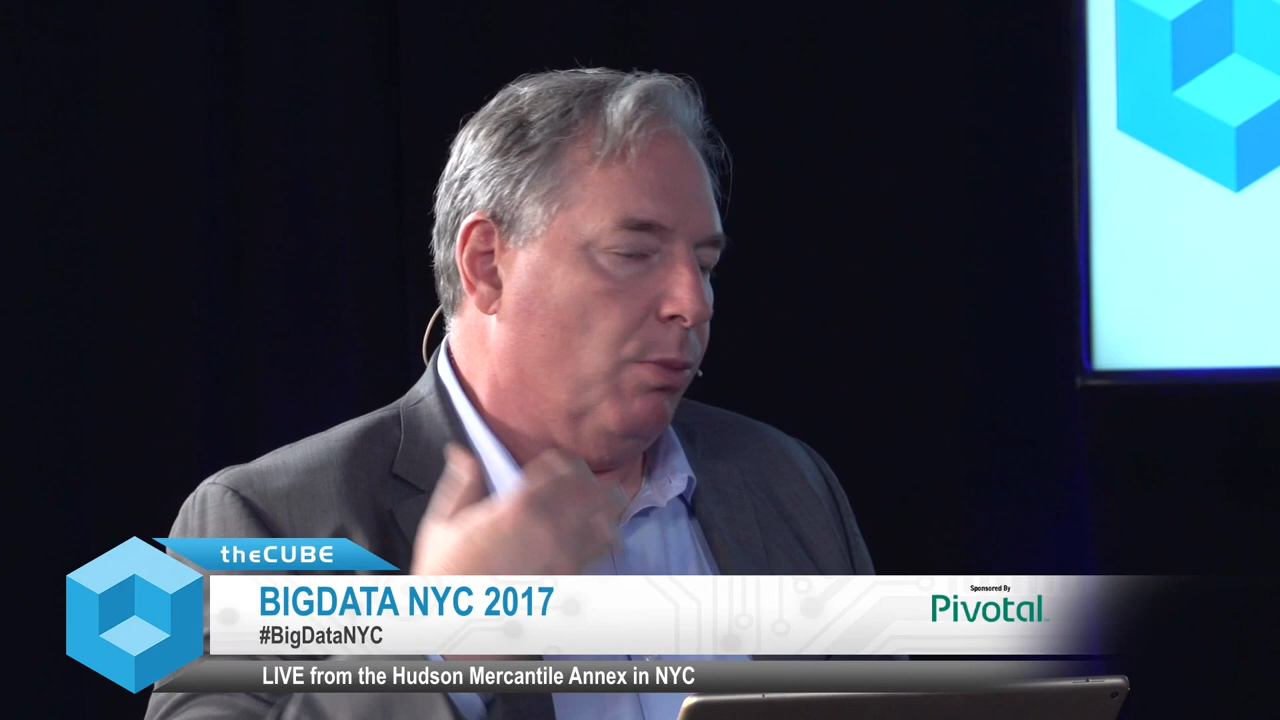 theCUBE
BIGDATA NYC 2017
#BigDataNYC
Sponsored By
Pivotal
LIVE from the Hudson Mercantile Annex in NYC